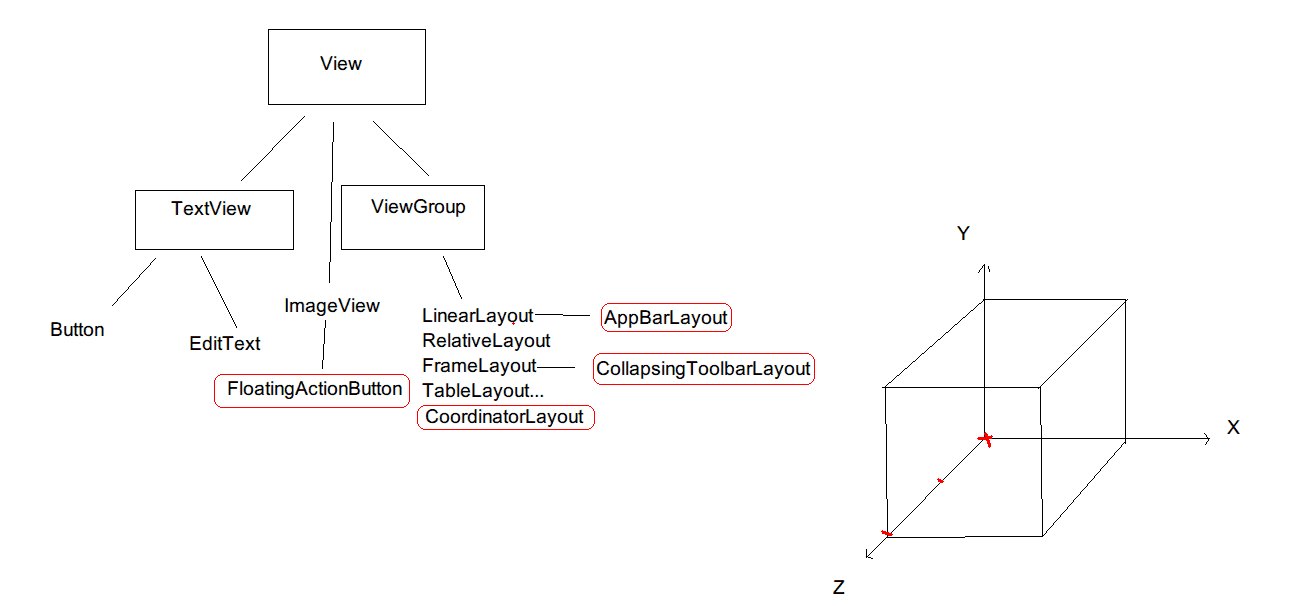 View
TextView
ViewGroup
Button
EditText
ImageView
FloatingActionButton
LinearLayout
AppBarLayout
RelativeLayout
FrameLayout
CollapsingToolbarLayout
TableLayout...
CoordinatorLayout
Y
X
Z